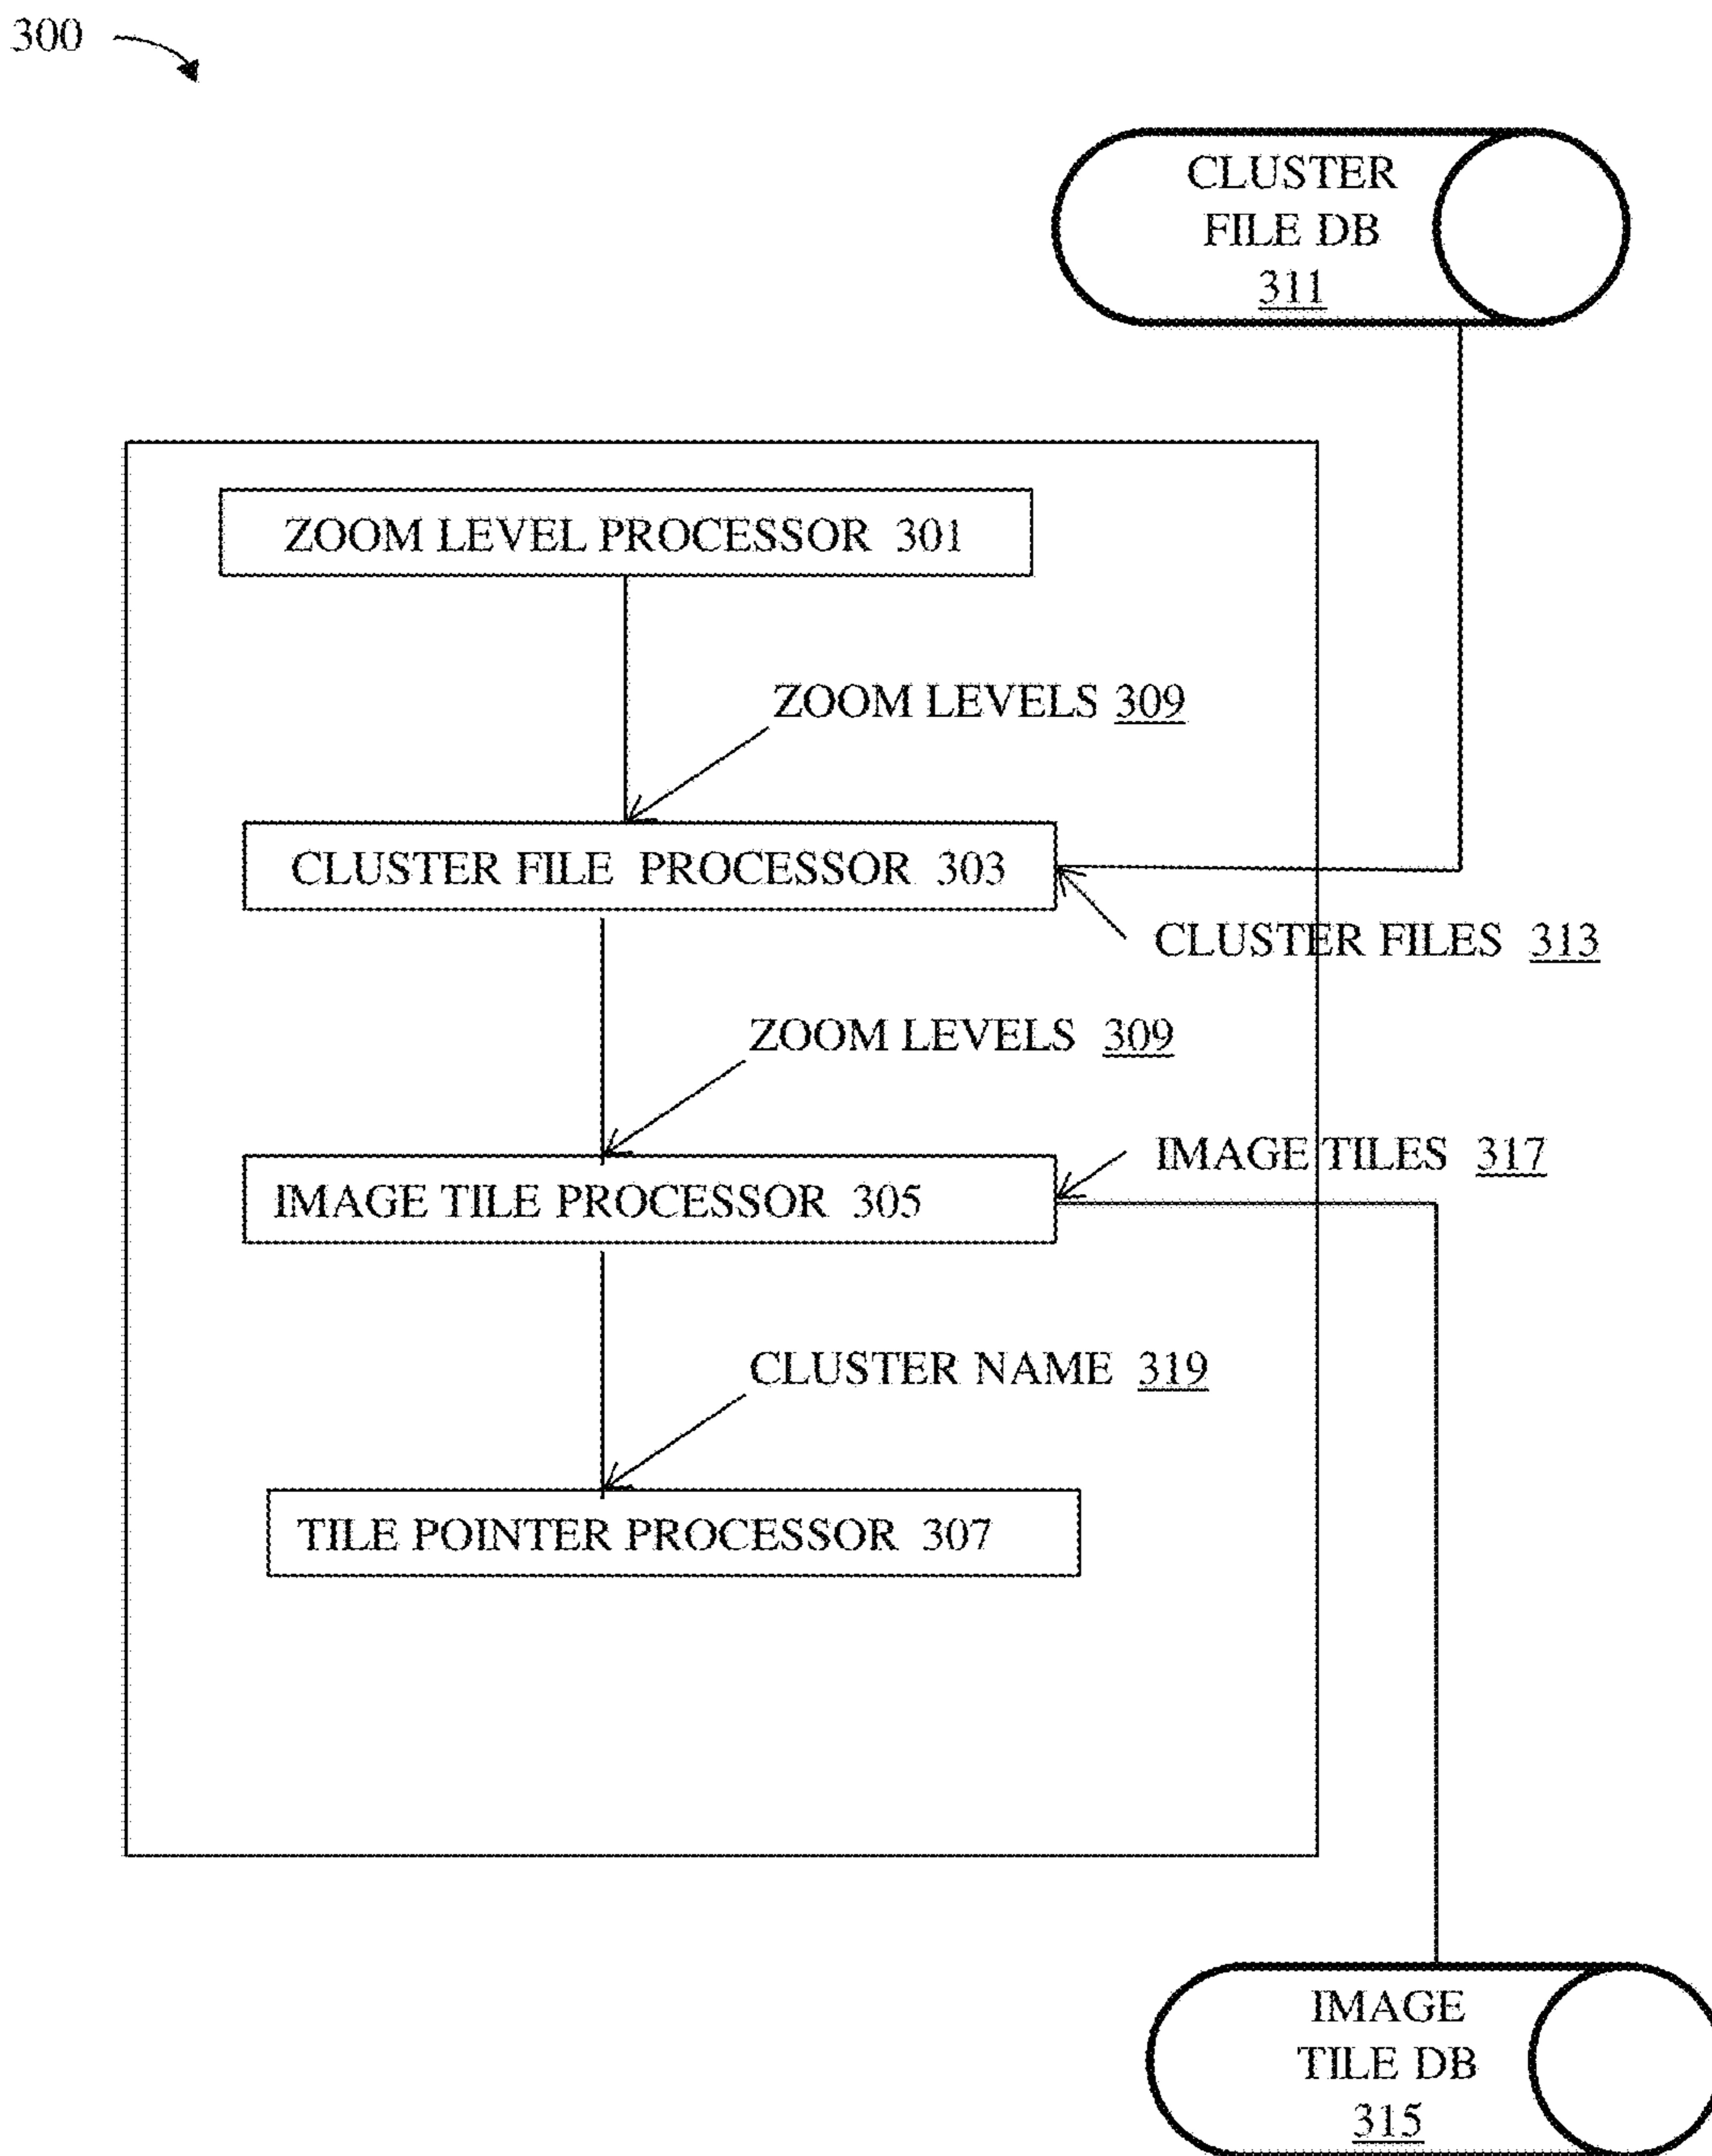 300
CLUSTER
FILE DB
311
ZOOM LEVEL PROCESSOR 301
ZOOM LEVELS 309
CLUSTER FILE PROCESSOR 303
CLUSTER FILES 313
ZOOM LEVELS 309
IMAGE TILES 317
IMAGE TILE PROCESSOR 305
CLUSTER NAME 319
TILE POINTER PROCESSOR 307
IMAGE
TILE DB
315